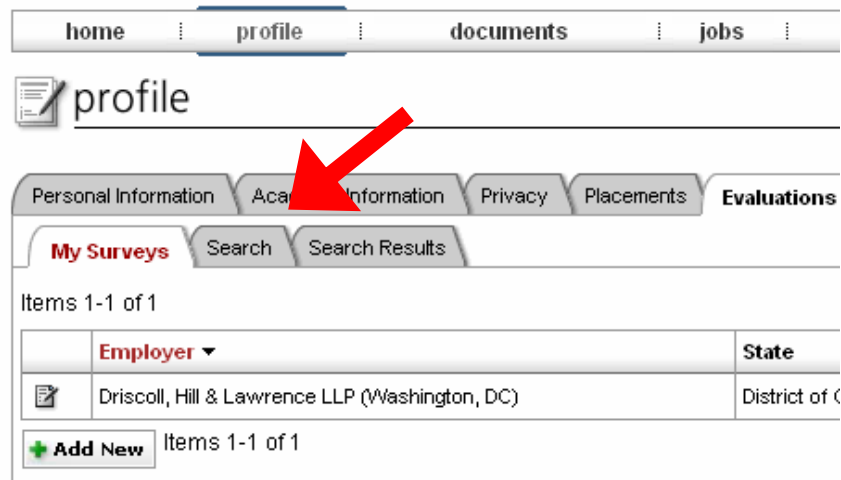 home profile documents jobs
profile
Personal Information Information Privacy Placements Evaluations
My Surveys Search Search Results
Items 1-1 of 1
Employer State
Driscoll, Hill & Lawrence LLP (Washington, DC) District of
Add New Items 1-1 of 1